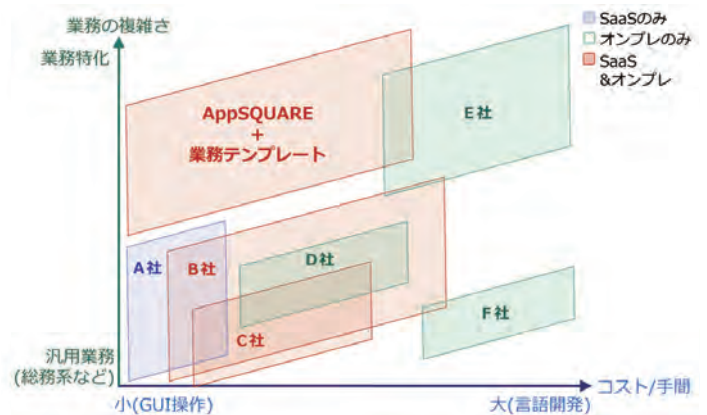 業務の複雑さ
業務特化
SaaSのみ
オンプレのみ
SaaS
&オンプレ
AppSQUARE
+
業務テンプレート
E社
A社
B社
D社
C社
F社
汎用業務
(総務系など)
コスト/手間
小(GUI操作)
大(言語開発)